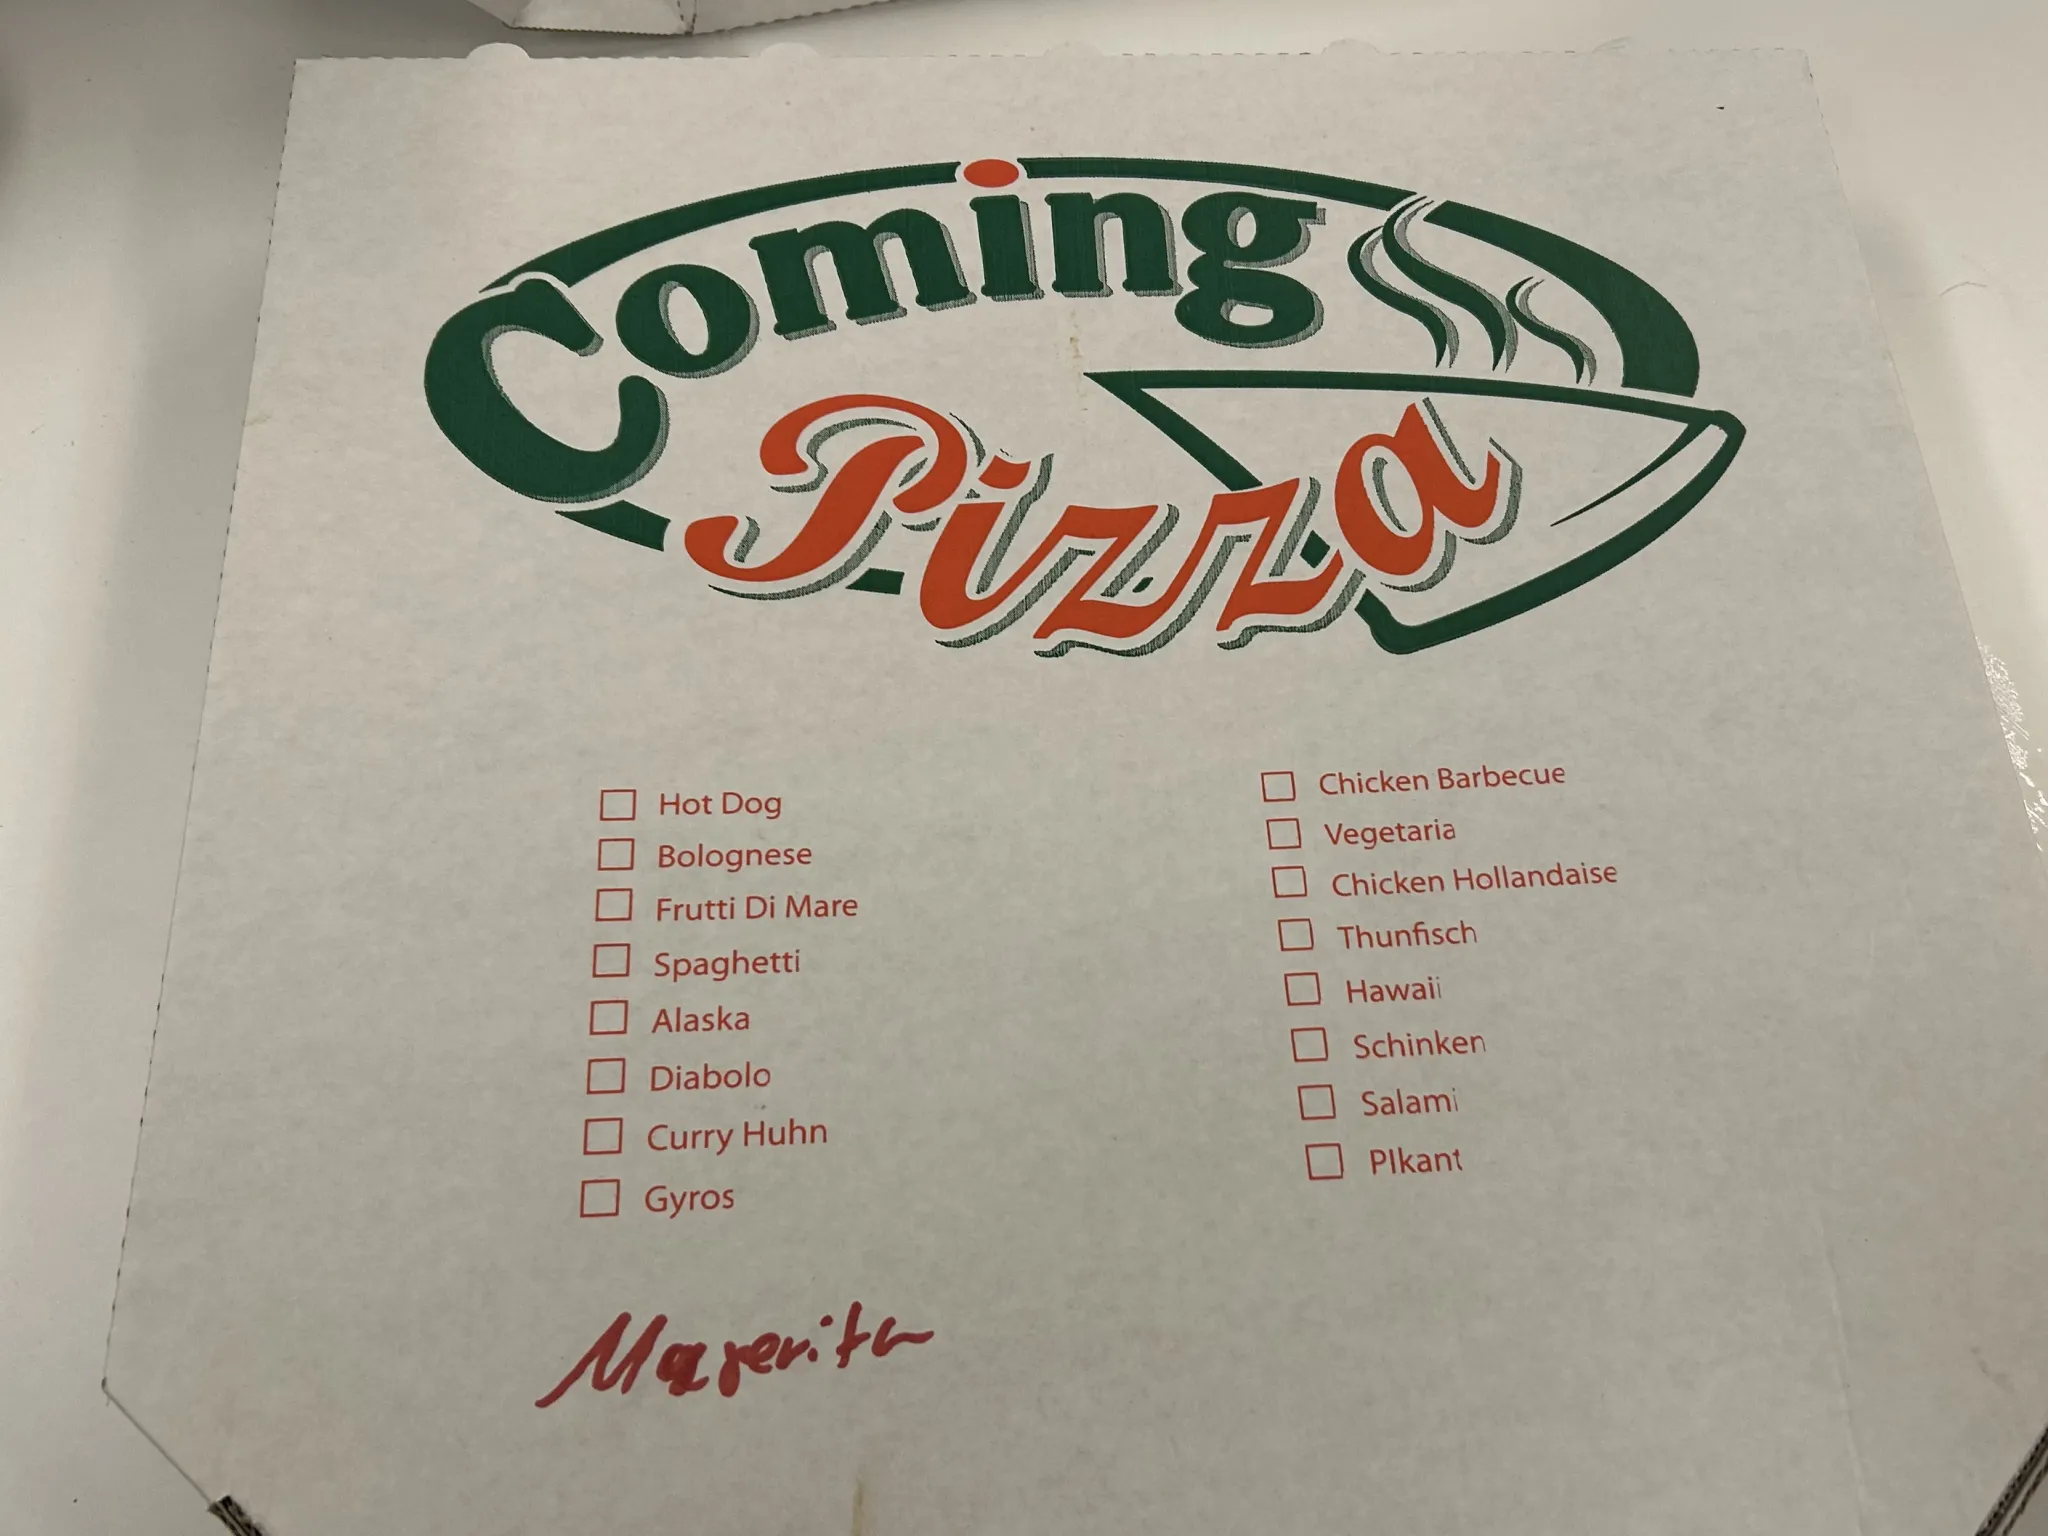 Coming
Pizza
Hot Dog
Bolognese
Frutti Di Mare
Spaghetti
Alaska
Diabolo
Curry Huhn
Gyros
Chicken Barbecue
Vegetaria
Chicken Hollandaise
Thunfisch
Hawaii
Schinken
Salami
PIkant
Magerita